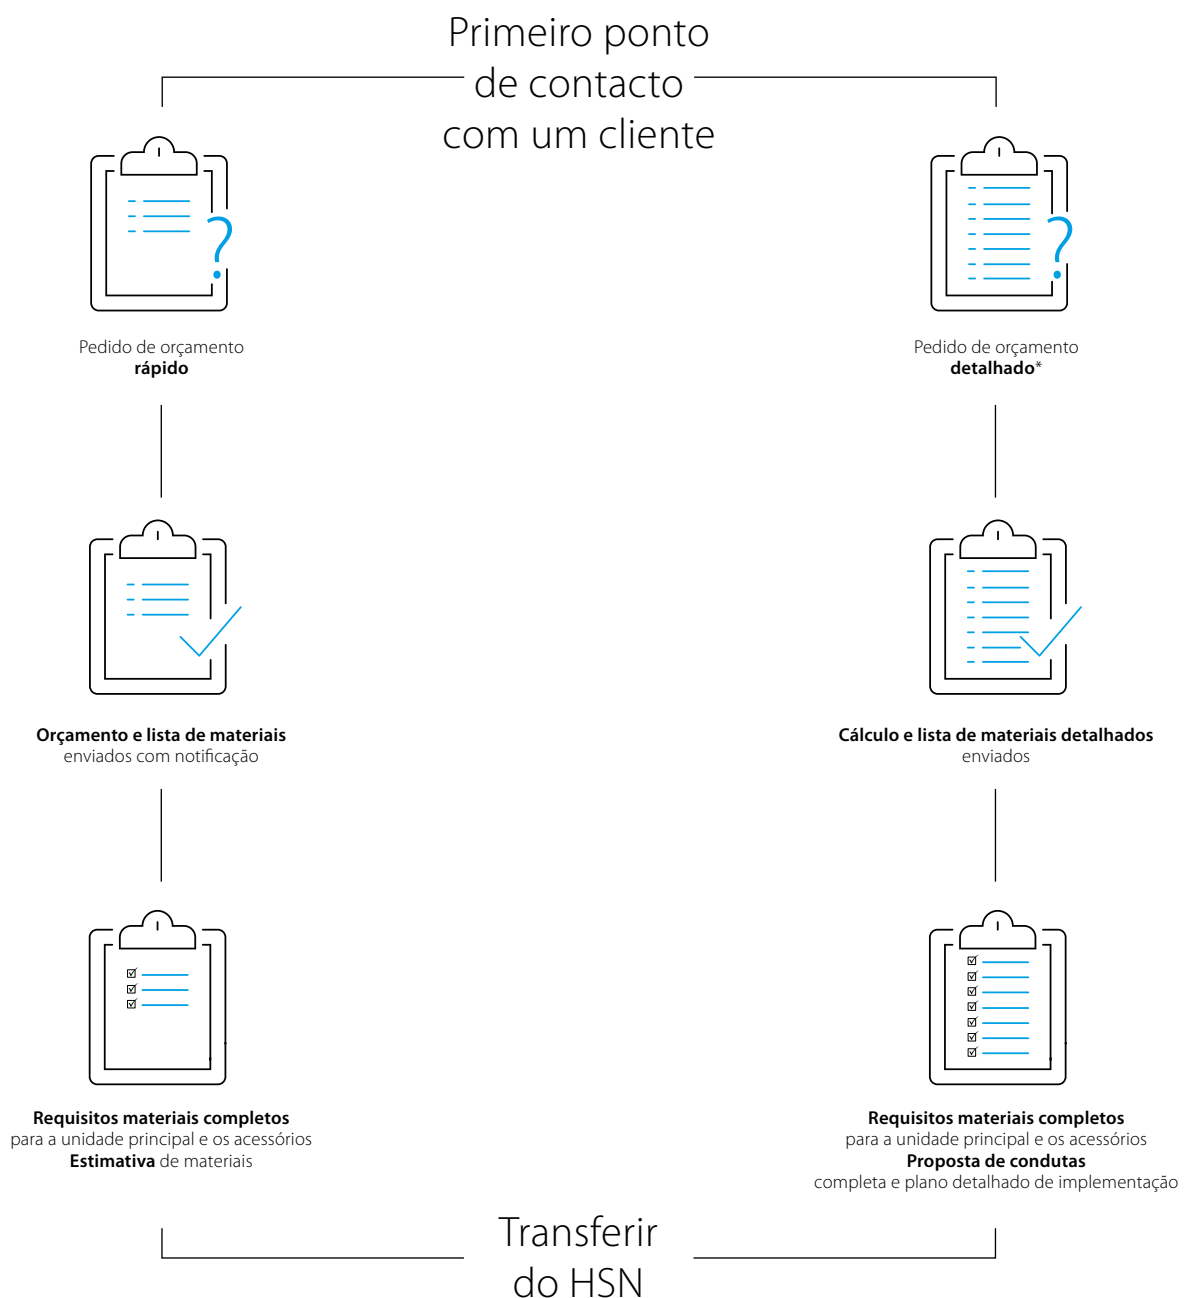 Primeiro ponto
de contacto
com um cliente
Pedido de orçamento
rápido
Pedido de orçamento
detalhado*
Orçamento e lista de materiais
enviados com notificação
Cálculo e lista de materiais detalhados
enviados
Requisitos materiais completos
para a unidade principal e os acessórios
Estimativa de materiais
Requisitos materiais completos
para a unidade principal e os acessórios
Proposta de condutas
completa e plano detalhado de implementação
Transferir
do HSN